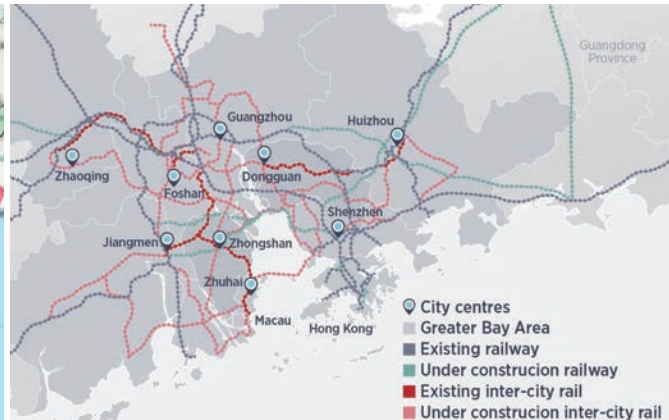 Guangdong
Province
Guangzhou
Huizhou
Zhaoqing
Foshan
Dongguan
Jiangmen
Zhongshan
Shenzhen
Zhuhai
Macau
Hong Kong
City centres
Greater Bay Area
Existing railway
Under construcion railway
Existing inter-city rail
Under construcion inter-city rail